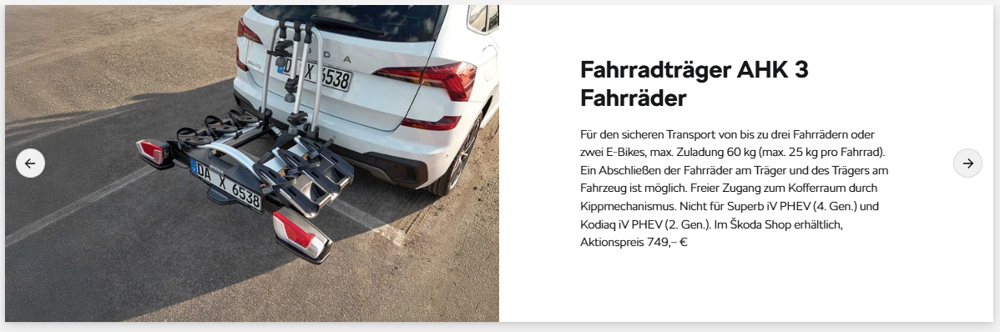 ŠKODA
DA X 6538
ŠKODA
DA X 6538
Fahrradträger AHK 3
Fahrräder
Für den sicheren Transport von bis zu drei Fahrrädern oder
zwei E-Bikes, max. Zuladung 60 kg (max. 25 kg pro Fahrrad).
Ein Abschließen der Fahrräder am Träger und des Trägers am
Fahrzeug ist möglich. Freier Zugang zum Kofferraum durch
Kippmechanismus. Nicht für Superb iV PHEV (4. Gen.) und
Kodiaq iV PHEV (2. Gen.). Im Škoda Shop erhältlich,
Aktionspreis 749,– €